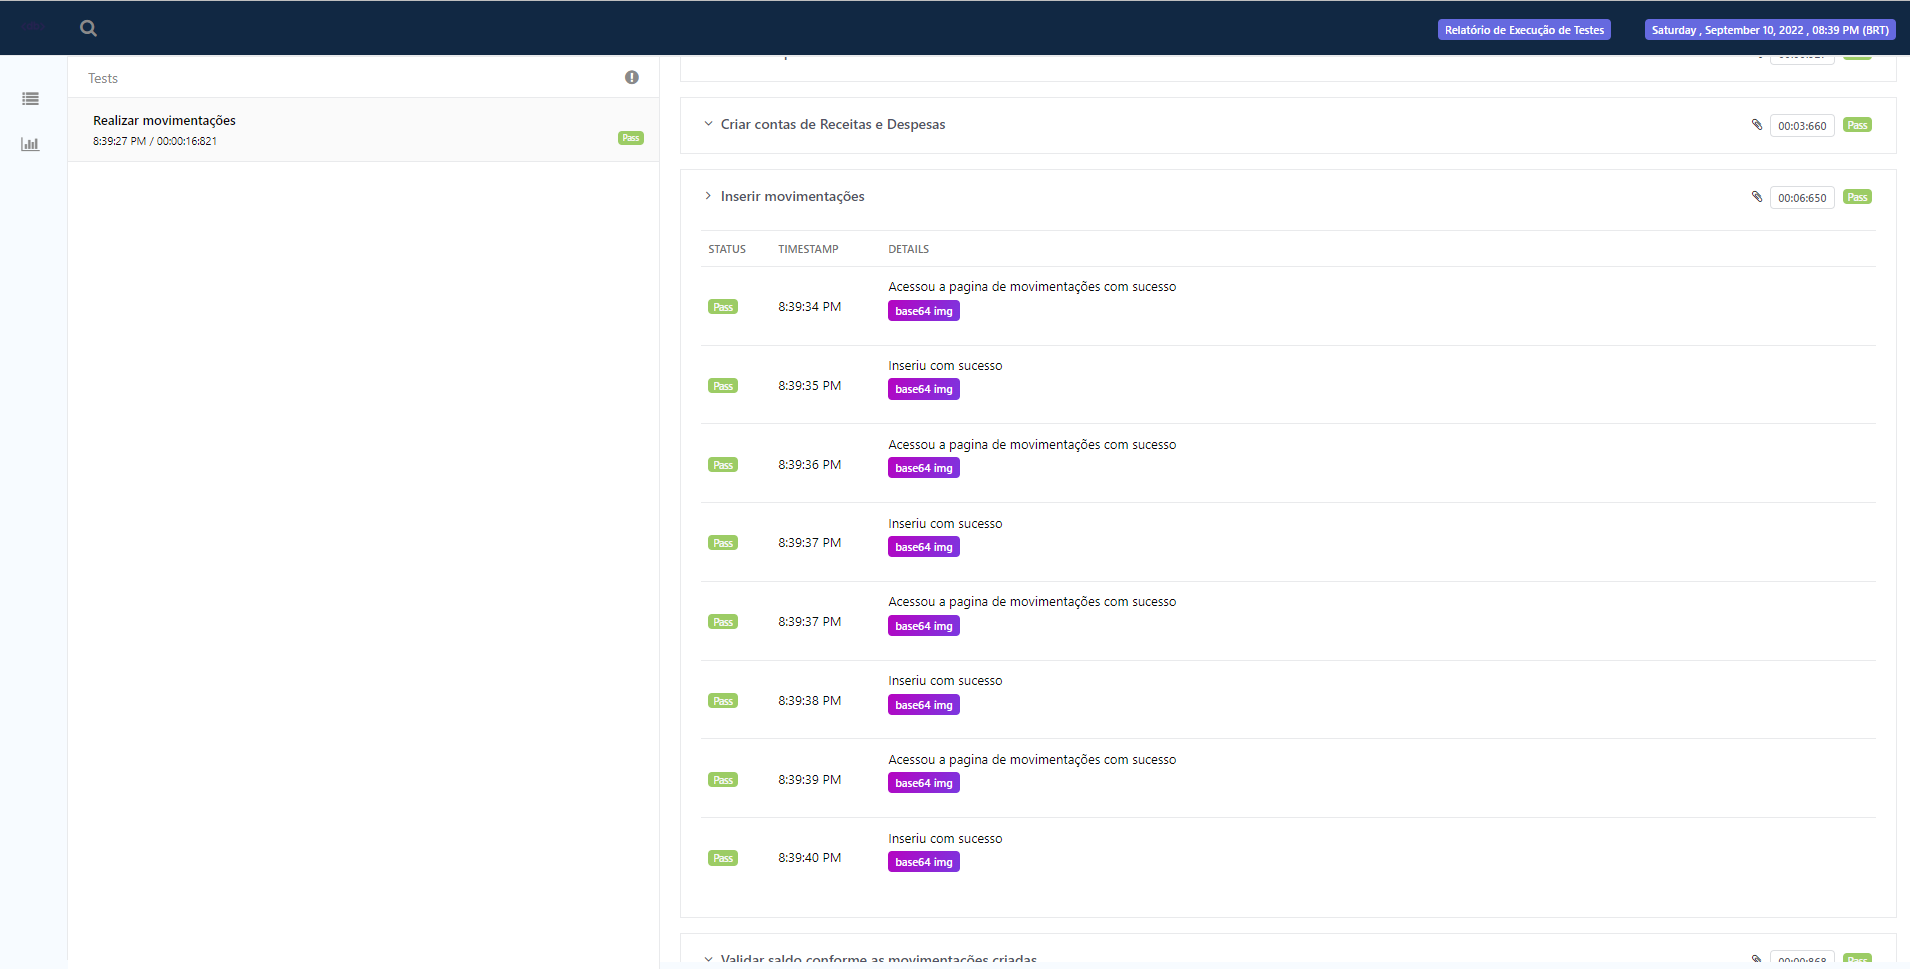 Relatório de Execução de Testes
Saturday , September 10, 2022 , 08:39 PM (BRT)
Tests
Realizar movimentações
8:39:27 PM / 00:00:16:821
Pass
Criar contas de Receitas e Despesas
00:03:660
Pass
Inserir movimentações
00:06:650
Pass
STATUS TIMESTAMP DETAILS
Acessou a pagina de movimentações com sucesso
Pass 8:39:34 PM
base64 img
Inseriu com sucesso
Pass 8:39:35 PM
base64 img
Acessou a pagina de movimentações com sucesso
Pass 8:39:36 PM
base64 img
Inseriu com sucesso
Pass 8:39:37 PM
base64 img
Acessou a pagina de movimentações com sucesso
Pass 8:39:37 PM
base64 img
Inseriu com sucesso
Pass 8:39:38 PM
base64 img
Acessou a pagina de movimentações com sucesso
Pass 8:39:39 PM
base64 img
Inseriu com sucesso
Pass 8:39:40 PM
base64 img
Validar saldo conforme as movimentações criadas
00:00:868
Pass